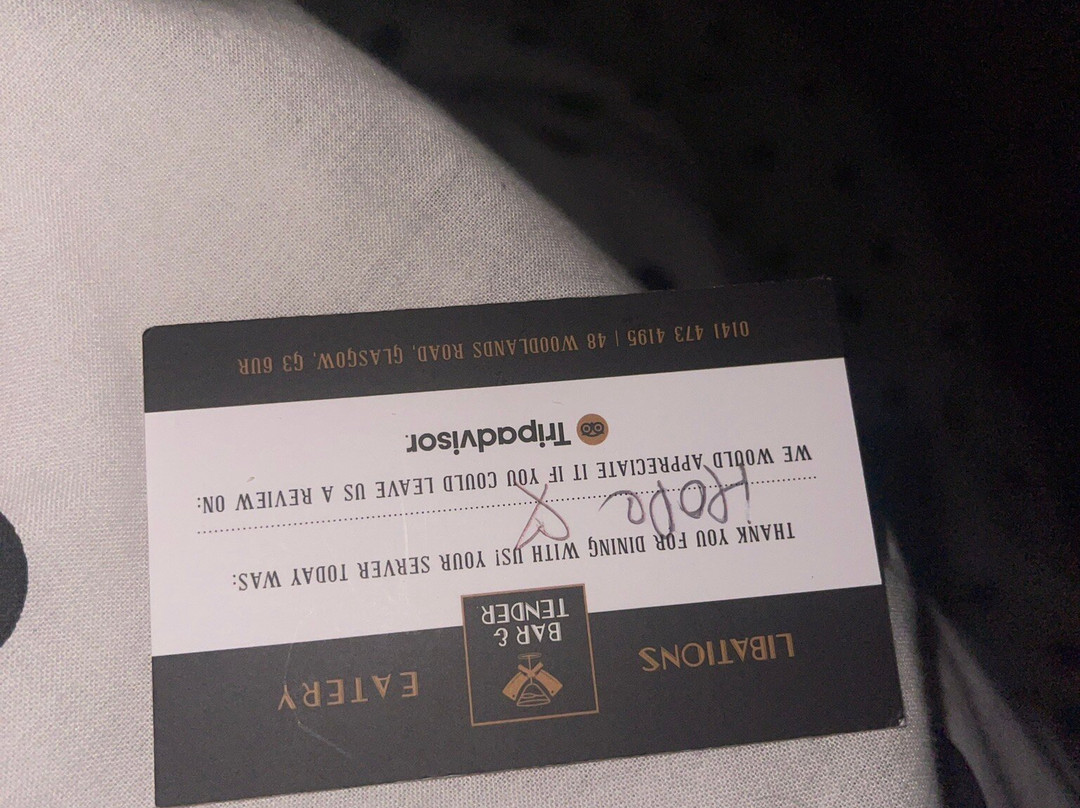 LIBATIONS
BAR &
TENDER
EATERY
THANK YOU FOR DINING WITH US! YOUR SERVER TODAY WAS:
Hope
WE WOULD APPRECIATE IT IF YOU COULD LEAVE US A REVIEW ON:
Tripadvisor
0141 473 4195 | 48 WOODLANDS ROAD, GLASGOW, G3 6UR